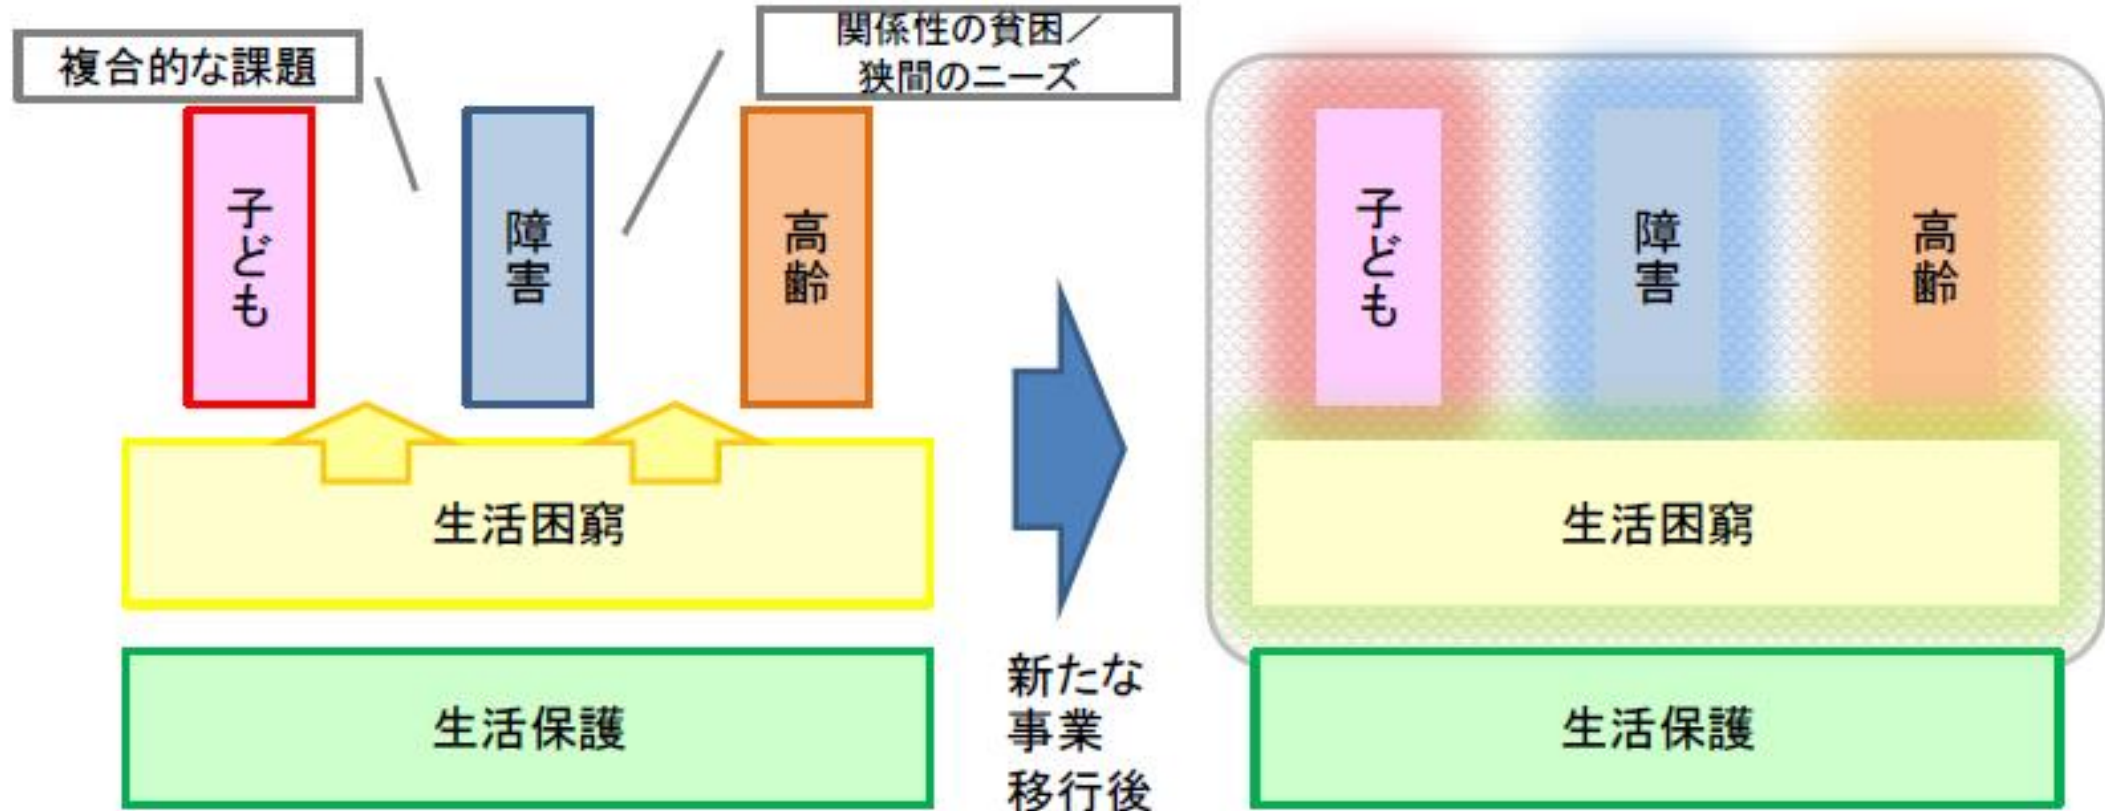 複合的な課題
関係性の貧困／
狭間のニーズ
子ども
障害
高齢
生活困窮
生活保護
新たな
事業
移行後
子ども
障害
高齢
生活困窮
生活保護